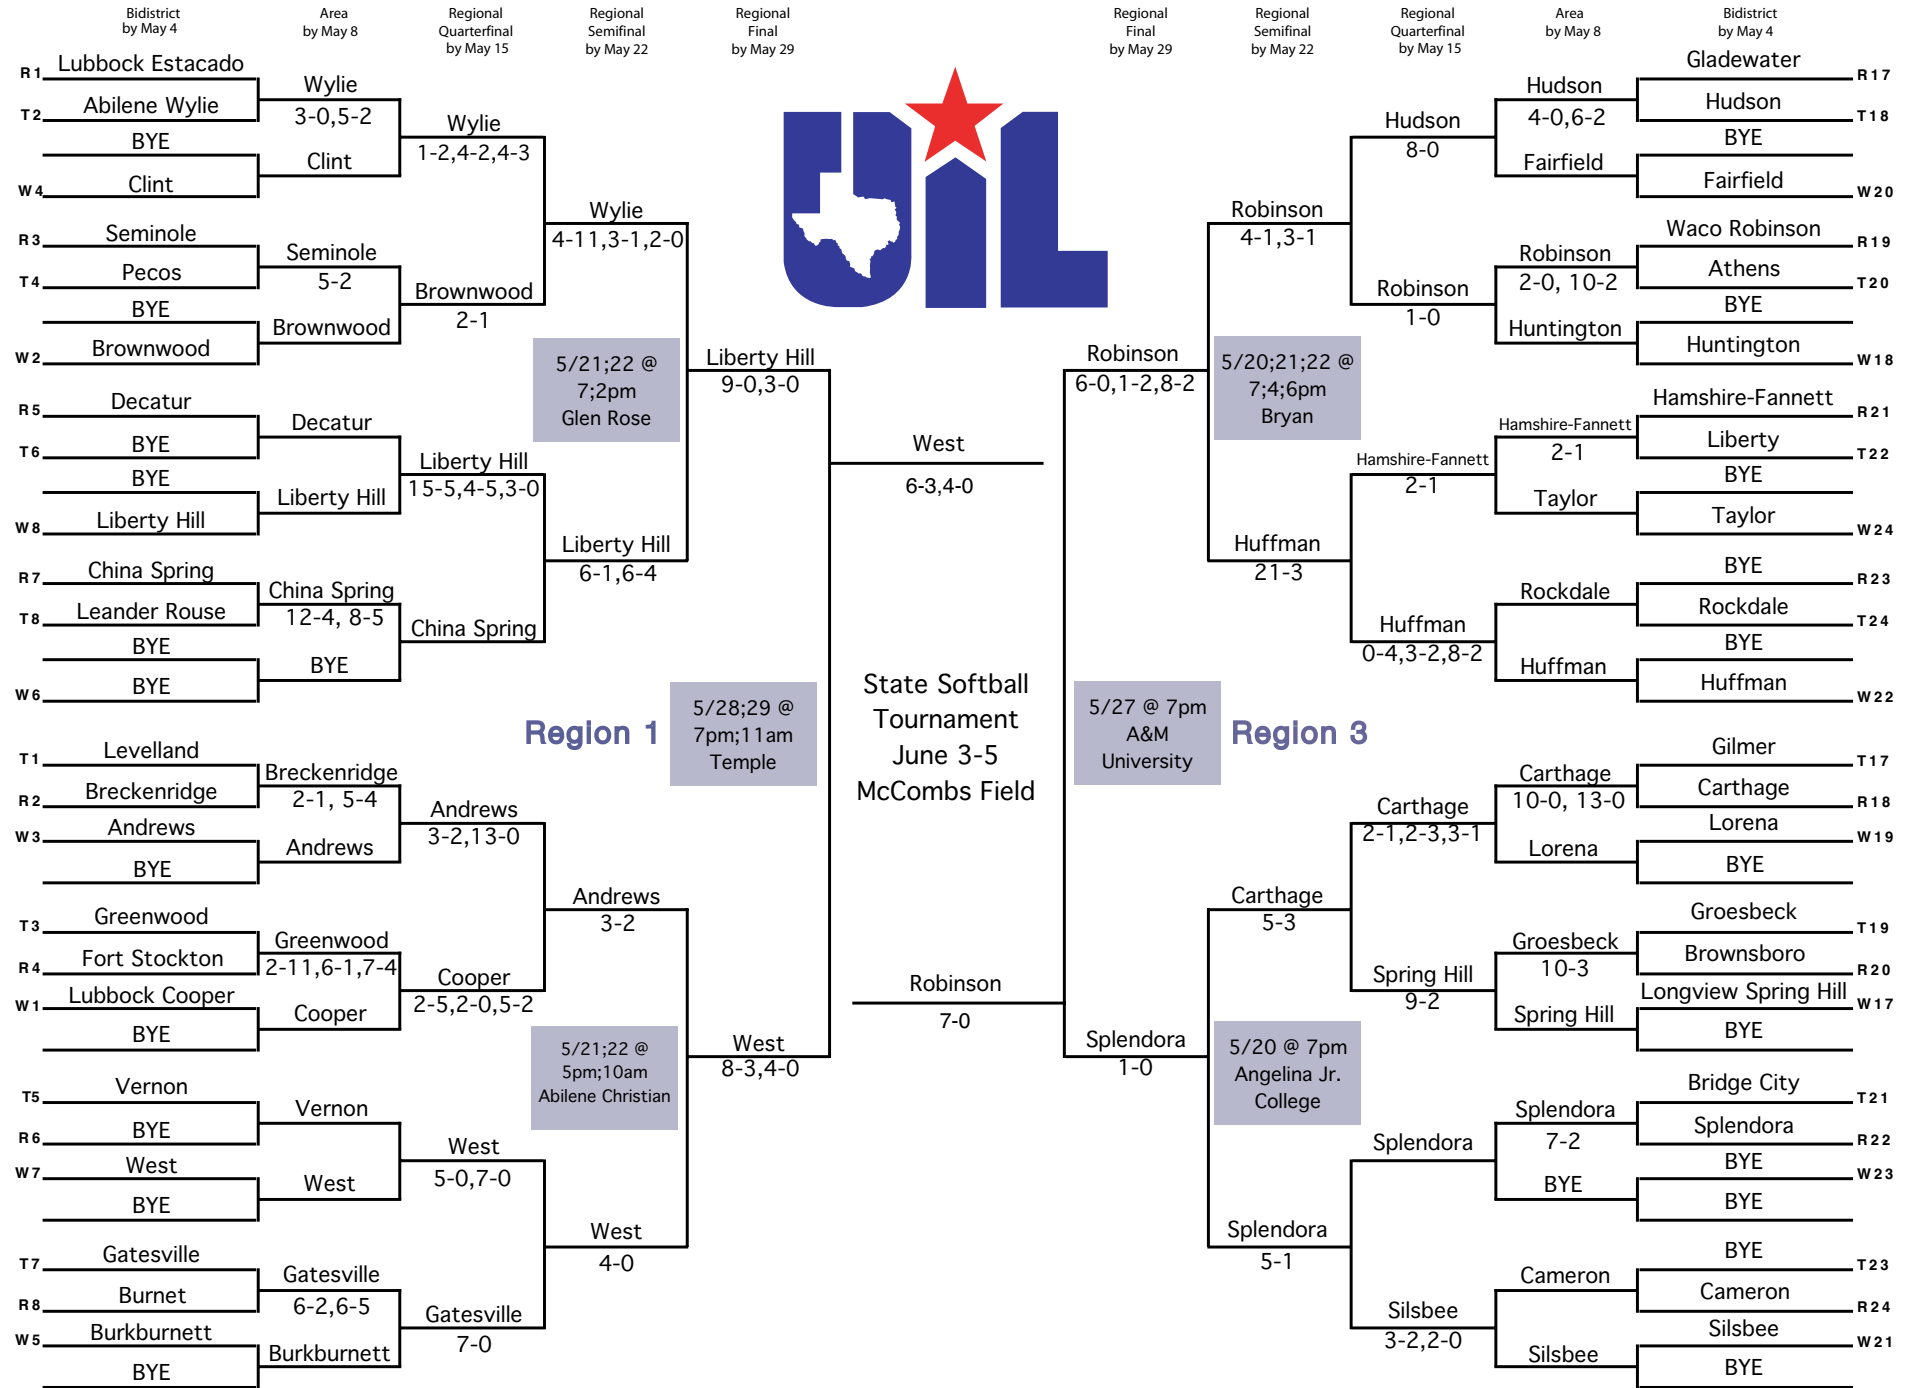 Bidistrict
by May 4
Area
by May 8
Regional
Quarterfinal
by May 15
Regional
Semifinal
by May 22
Regional
Final
by May 29
Regional
Final
by May 29
Regional
Semifinal
by May 22
Regional
Quarterfinal
by May 15
Area
by May 8
Bidistrict
by May 4
UIL
R1 Lubbock Estacado
T2 Abilene Wylie
BYE
W4 Clint
R3 Seminole
T4 Pecos
BYE
W2 Brownwood
R5 Decatur
T6 BYE
BYE
W8 Liberty Hill
R7 China Spring
T8 Leander Rouse
BYE
W6 BYE
T1 Levelland
R2 Breckenridge
W3 Andrews
BYE
T3 Greenwood
R4 Fort Stockton
W1 Lubbock Cooper
BYE
T5 Vernon
R6 BYE
W7 West
BYE
T7 Gatesville
R8 Burnet
W5 Burkburnett
BYE
Wylie
3-0,5-2
Clint
Seminole
5-2
Brownwood
Decatur
Liberty Hill
China Spring
12-4, 8-5
BYE
Breckenridge
2-1, 5-4
Andrews
Greenwood
2-11,6-1,7-4
Cooper
Vernon
West
Gatesville
6-2,6-5
Burkburnett
Wylie
1-2,4-2,4-3
Brownwood
2-1
Liberty Hill
15-5,4-5,3-0
China Spring
Andrews
3-2,13-0
Cooper
2-5,2-0,5-2
West
5-0,7-0
Gatesville
7-0
Wylie
4-11,3-1,2-0
5/21;22 @
7;2pm
Glen Rose
Liberty Hill
6-1,6-4
Region 1
Andrews
3-2
5/21;22 @
5pm;10am
Abilene Christian
West
4-0
Liberty Hill
9-0,3-0
5/28;29 @
7pm;11am
Temple
West
8-3,4-0
West
6-3,4-0
State Softball
Tournament
June 3-5
McCombs Field
Robinson
7-0
Robinson
6-0,1-2,8-2
5/27 @ 7pm
A&M
University
Splendora
1-0
Robinson
4-1,3-1
5/20;21;22 @
7;4;6pm
Bryan
Huffman
21-3
Region 3
Carthage
5-3
5/20 @ 7pm
Angelina Jr.
College
Splendora
5-1
Hudson
8-0
Robinson
1-0
Hamshire-Fannett
2-1
Huffman
0-4,3-2,8-2
Carthage
2-1,2-3,3-1
Spring Hill
9-2
Splendora
Silsbee
3-2,2-0
Hudson
4-0,6-2
Fairfield
Robinson
2-0, 10-2
Huntington
Hamshire-Fannett
2-1
Taylor
Rockdale
Huffman
Carthage
10-0, 13-0
Lorena
Groesbeck
10-3
Spring Hill
Splendora
7-2
BYE
Cameron
Silsbee
Gladewater R17
Hudson T18
BYE
Fairfield W20
Waco Robinson R19
Athens T20
BYE
Huntington W18
Hamshire-Fannett R21
Liberty T22
BYE
Taylor W24
BYE R23
Rockdale T24
BYE
Huffman W22
Gilmer T17
Carthage R18
Lorena W19
BYE
Groesbeck T19
Brownsboro R20
Longview Spring Hill W17
BYE
Bridge City T21
Splendora R22
BYE W23
BYE
BYE T23
Cameron R24
Silsbee W21
BYE